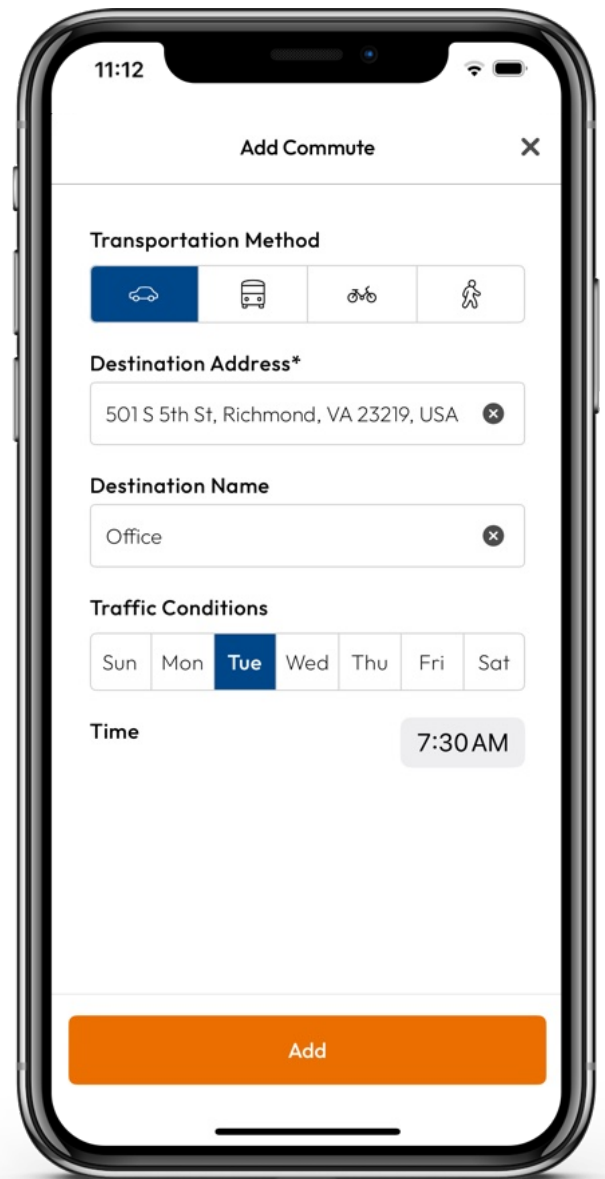 11:12
Add Commute
Transportation Method
Destination Address*
501 S 5th St, Richmond, VA 23219, USA
Destination Name
Office
Traffic Conditions
Sun Mon Tue Wed Thu Fri Sat
Time 7:30 AM
Add